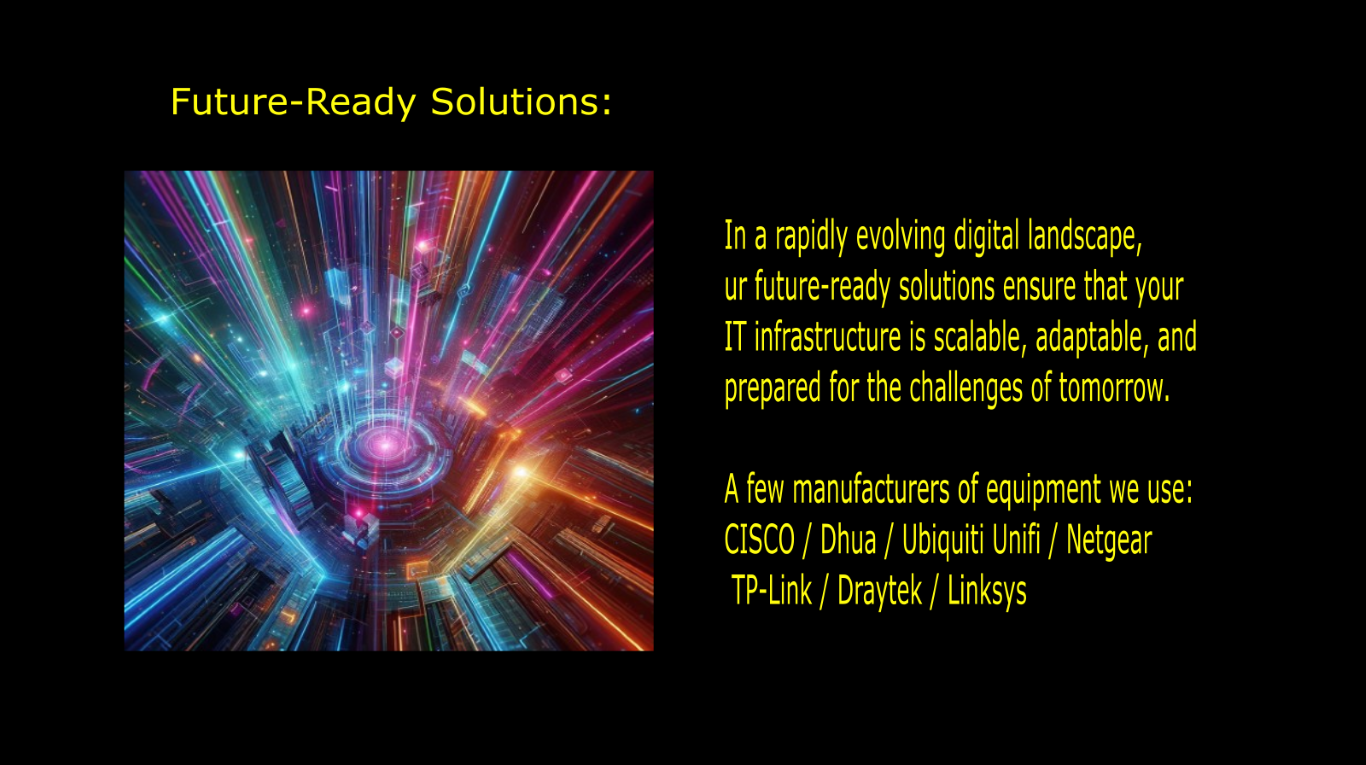 Future-Ready Solutions:
In a rapidly evolving digital landscape,
ur future-ready solutions ensure that your
IT infrastructure is scalable, adaptable, and
prepared for the challenges of tomorrow.
A few manufacturers of equipment we use:
CISCO / Dhua / Ubiquiti Unifi / Netgear
TP-Link / Draytek / Linksys